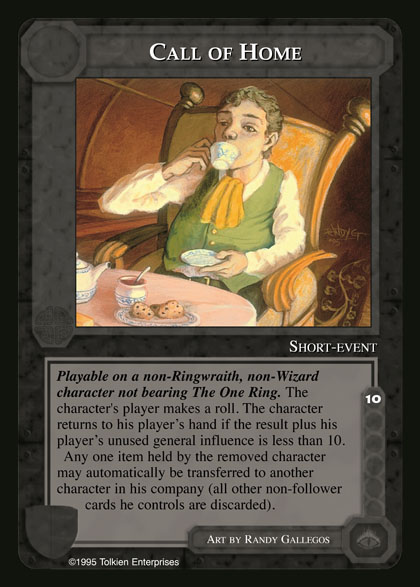 Call of Home
Short-event
Playable on a non-Ringwraith, non-Wizard
character not bearing The One Ring. The
character's player makes a roll. The character
returns to his player's hand if the result plus his
player's unused general influence is less than 10.
Any one item held by the removed character
may automatically be transferred to another
character in his company (all other non-follower
cards he controls are discarded).
10
Art by Randy Gallegos
©1995 Tolkien Enterprises